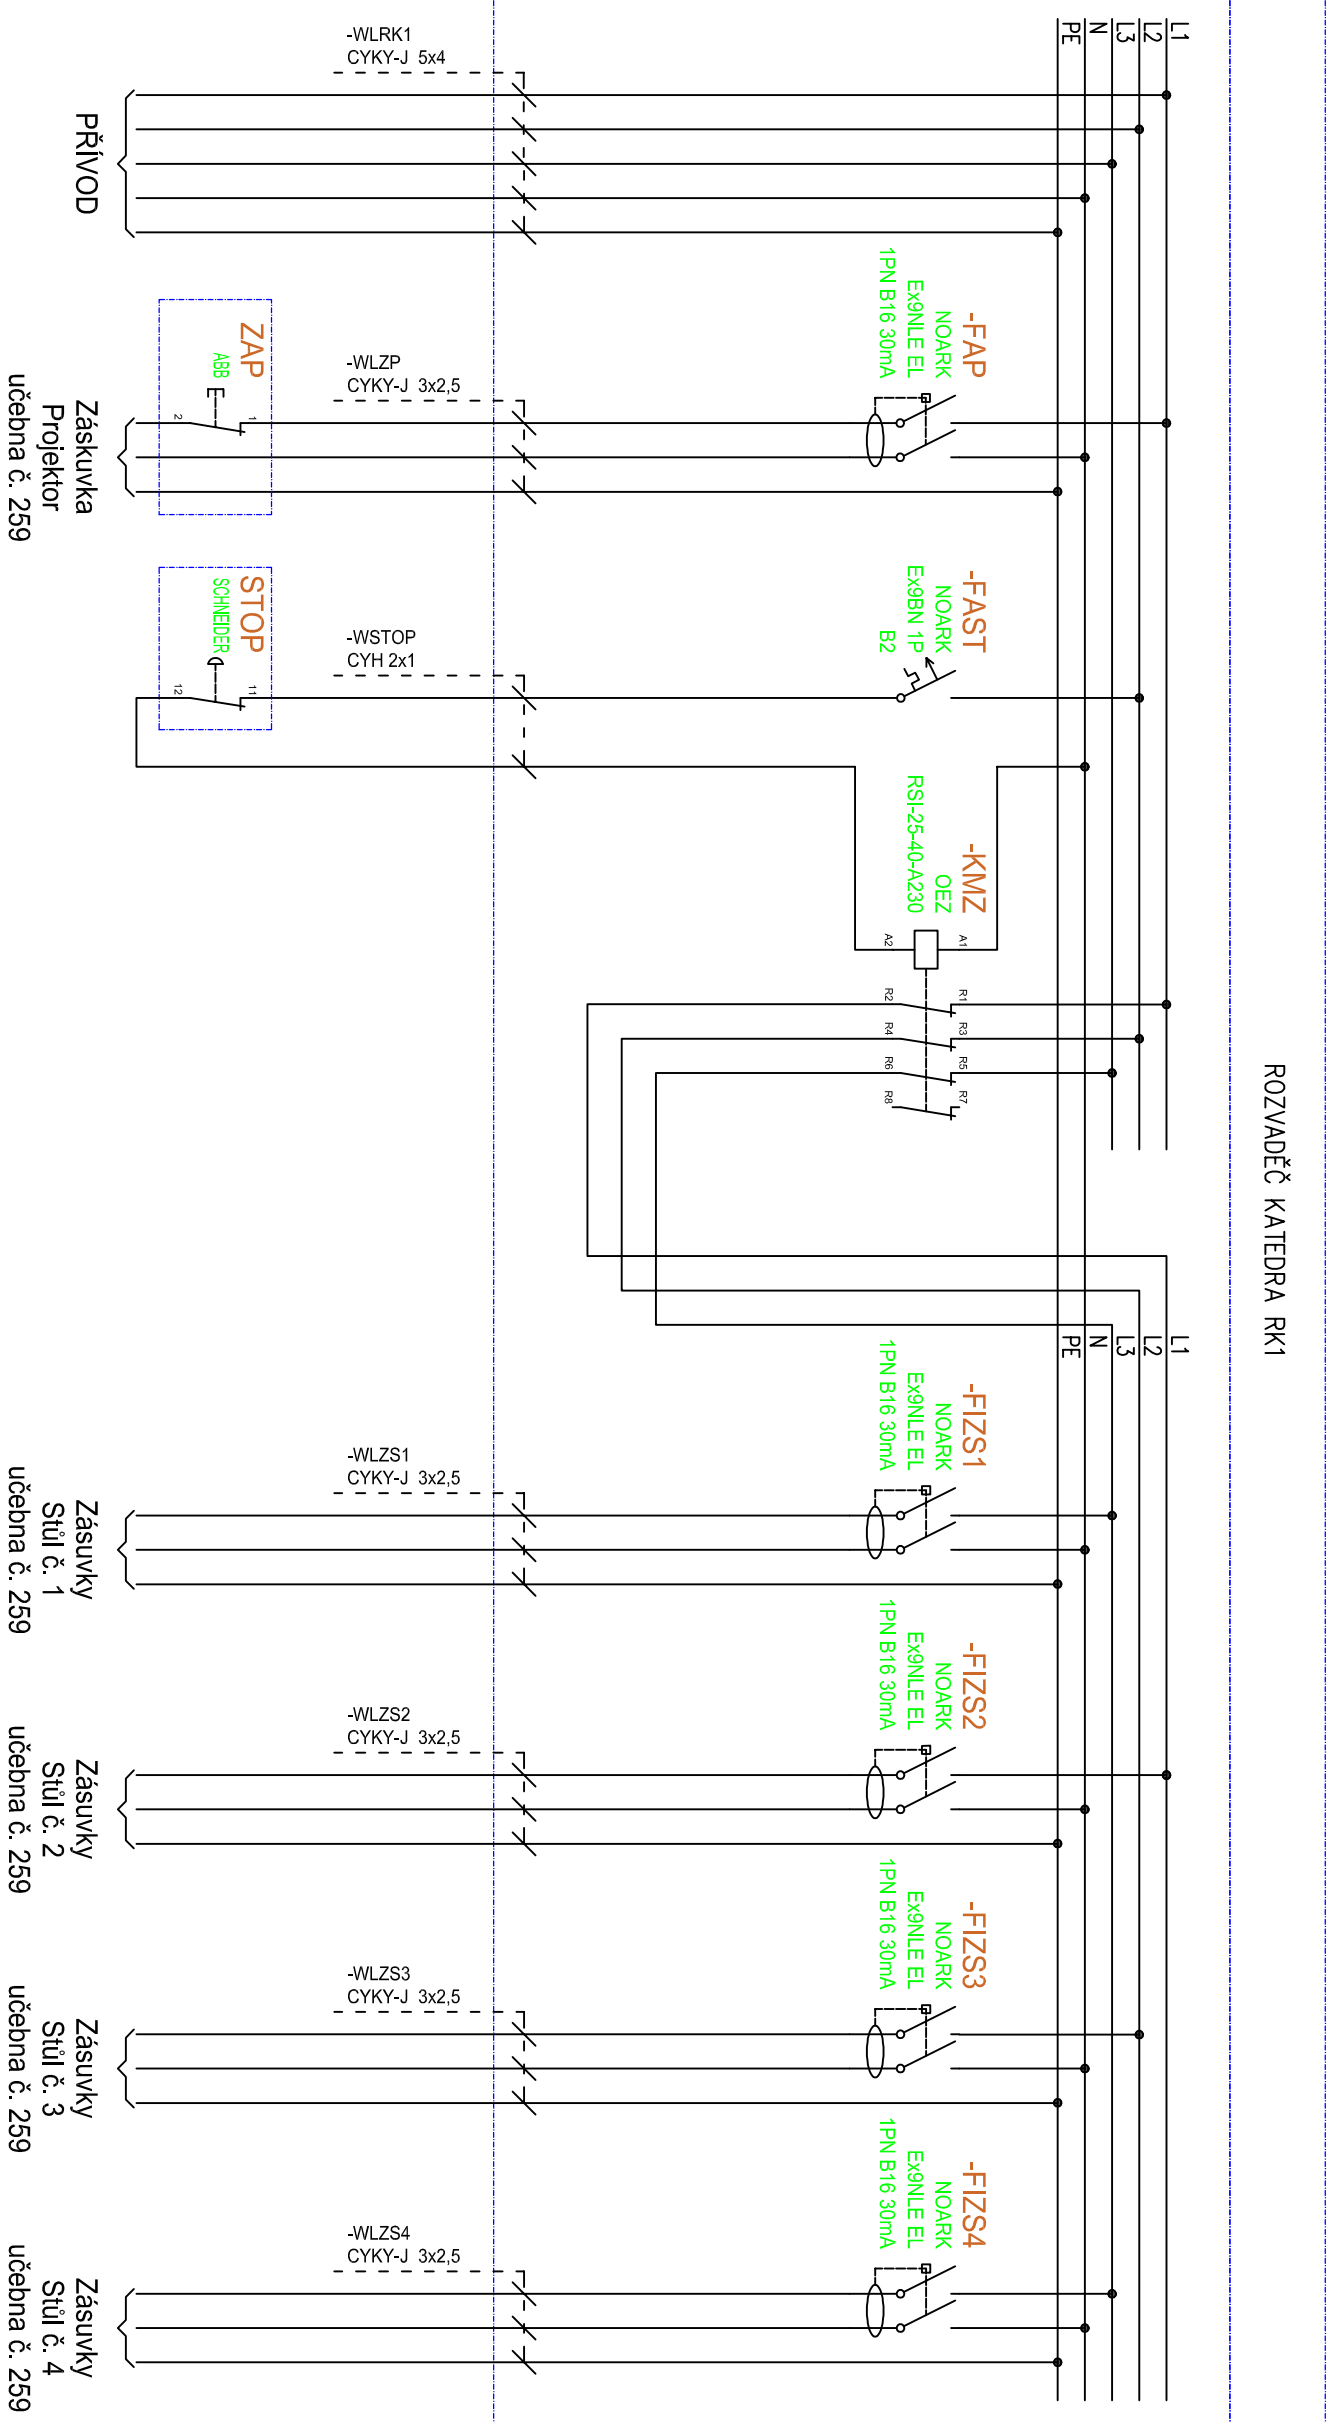 ROZVADĚČ KATEDRA RK1
L1
L2
L3
N
PE
L1
L2
L3
N
PE
-WLRK1
CYKY-J 5x4
PŘÍVOD
-FAP
NOARK
Ex9NLE EL
1PN B16 30mA
-WLZP
CYKY-J 3x2,5
ZAP
ABB
1
2
Záskuvka
Projektor
učebna č. 259
-FAST
NOARK
Ex9BN 1P
B2
-WSTOP
CYH 2x1
STOP
SCHNEIDER
11
12
-KMZ
OEZ
RSI-25-40-A230
A1
A2
R1
R2
R3
R4
R5
R6
R7
R8
-FIZS1
NOARK
Ex9NLE EL
1PN B16 30mA
-WLZS1
CYKY-J 3x2,5
Zásuvky
Stůl č. 1
učebna č. 259
-FIZS2
NOARK
Ex9NLE EL
1PN B16 30mA
-WLZS2
CYKY-J 3x2,5
Zásuvky
Stůl č. 2
učebna č. 259
-FIZS3
NOARK
Ex9NLE EL
1PN B16 30mA
-WLZS3
CYKY-J 3x2,5
Zásuvky
Stůl č. 3
učebna č. 259
-FIZS4
NOARK
Ex9NLE EL
1PN B16 30mA
-WLZS4
CYKY-J 3x2,5
Zásuvky
Stůl č. 4
učebna č. 259